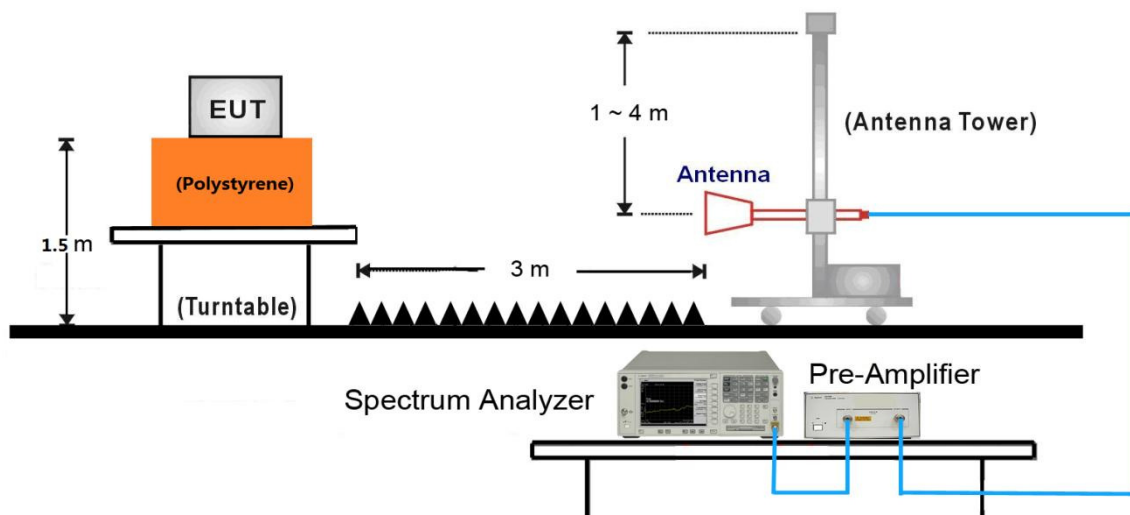 EUT
(Polystyrene)
1.5 m
(Turntable)
3 m
1 ~ 4 m
(Antenna Tower)
Antenna
Spectrum Analyzer
Pre-Amplifier